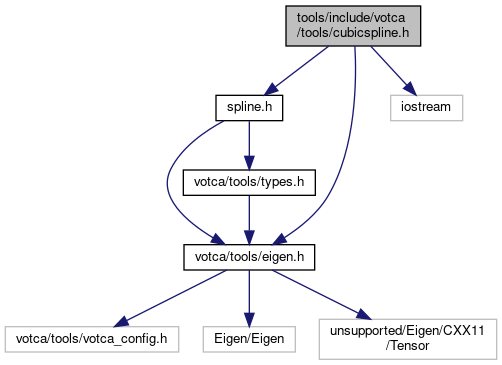 tools/include/votca
/tools/cubicspline.h
spline.h
iostream
votca/tools/types.h
votca/tools/eigen.h
votca/tools/votca_config.h
Eigen/Eigen
unsupported/Eigen/CXX11
/Tensor